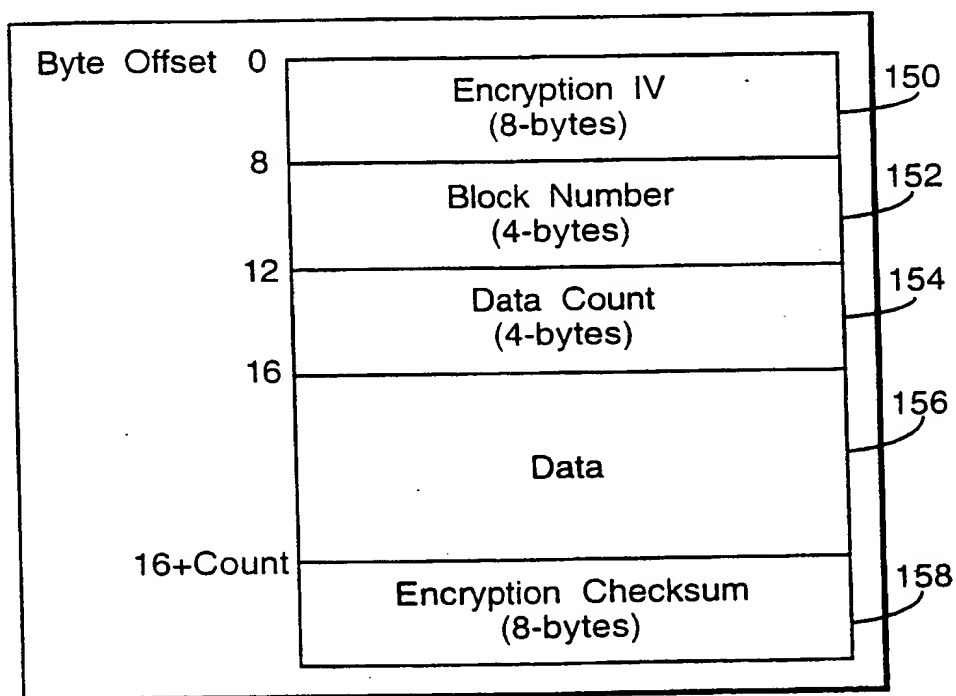 Byte Offset 0
Encryption IV
(8-bytes)
150
8
Block Number
(4-bytes)
152
12
Data Count
(4-bytes)
154
16
Data
156
16+Count
Encryption Checksum
(8-bytes)
158